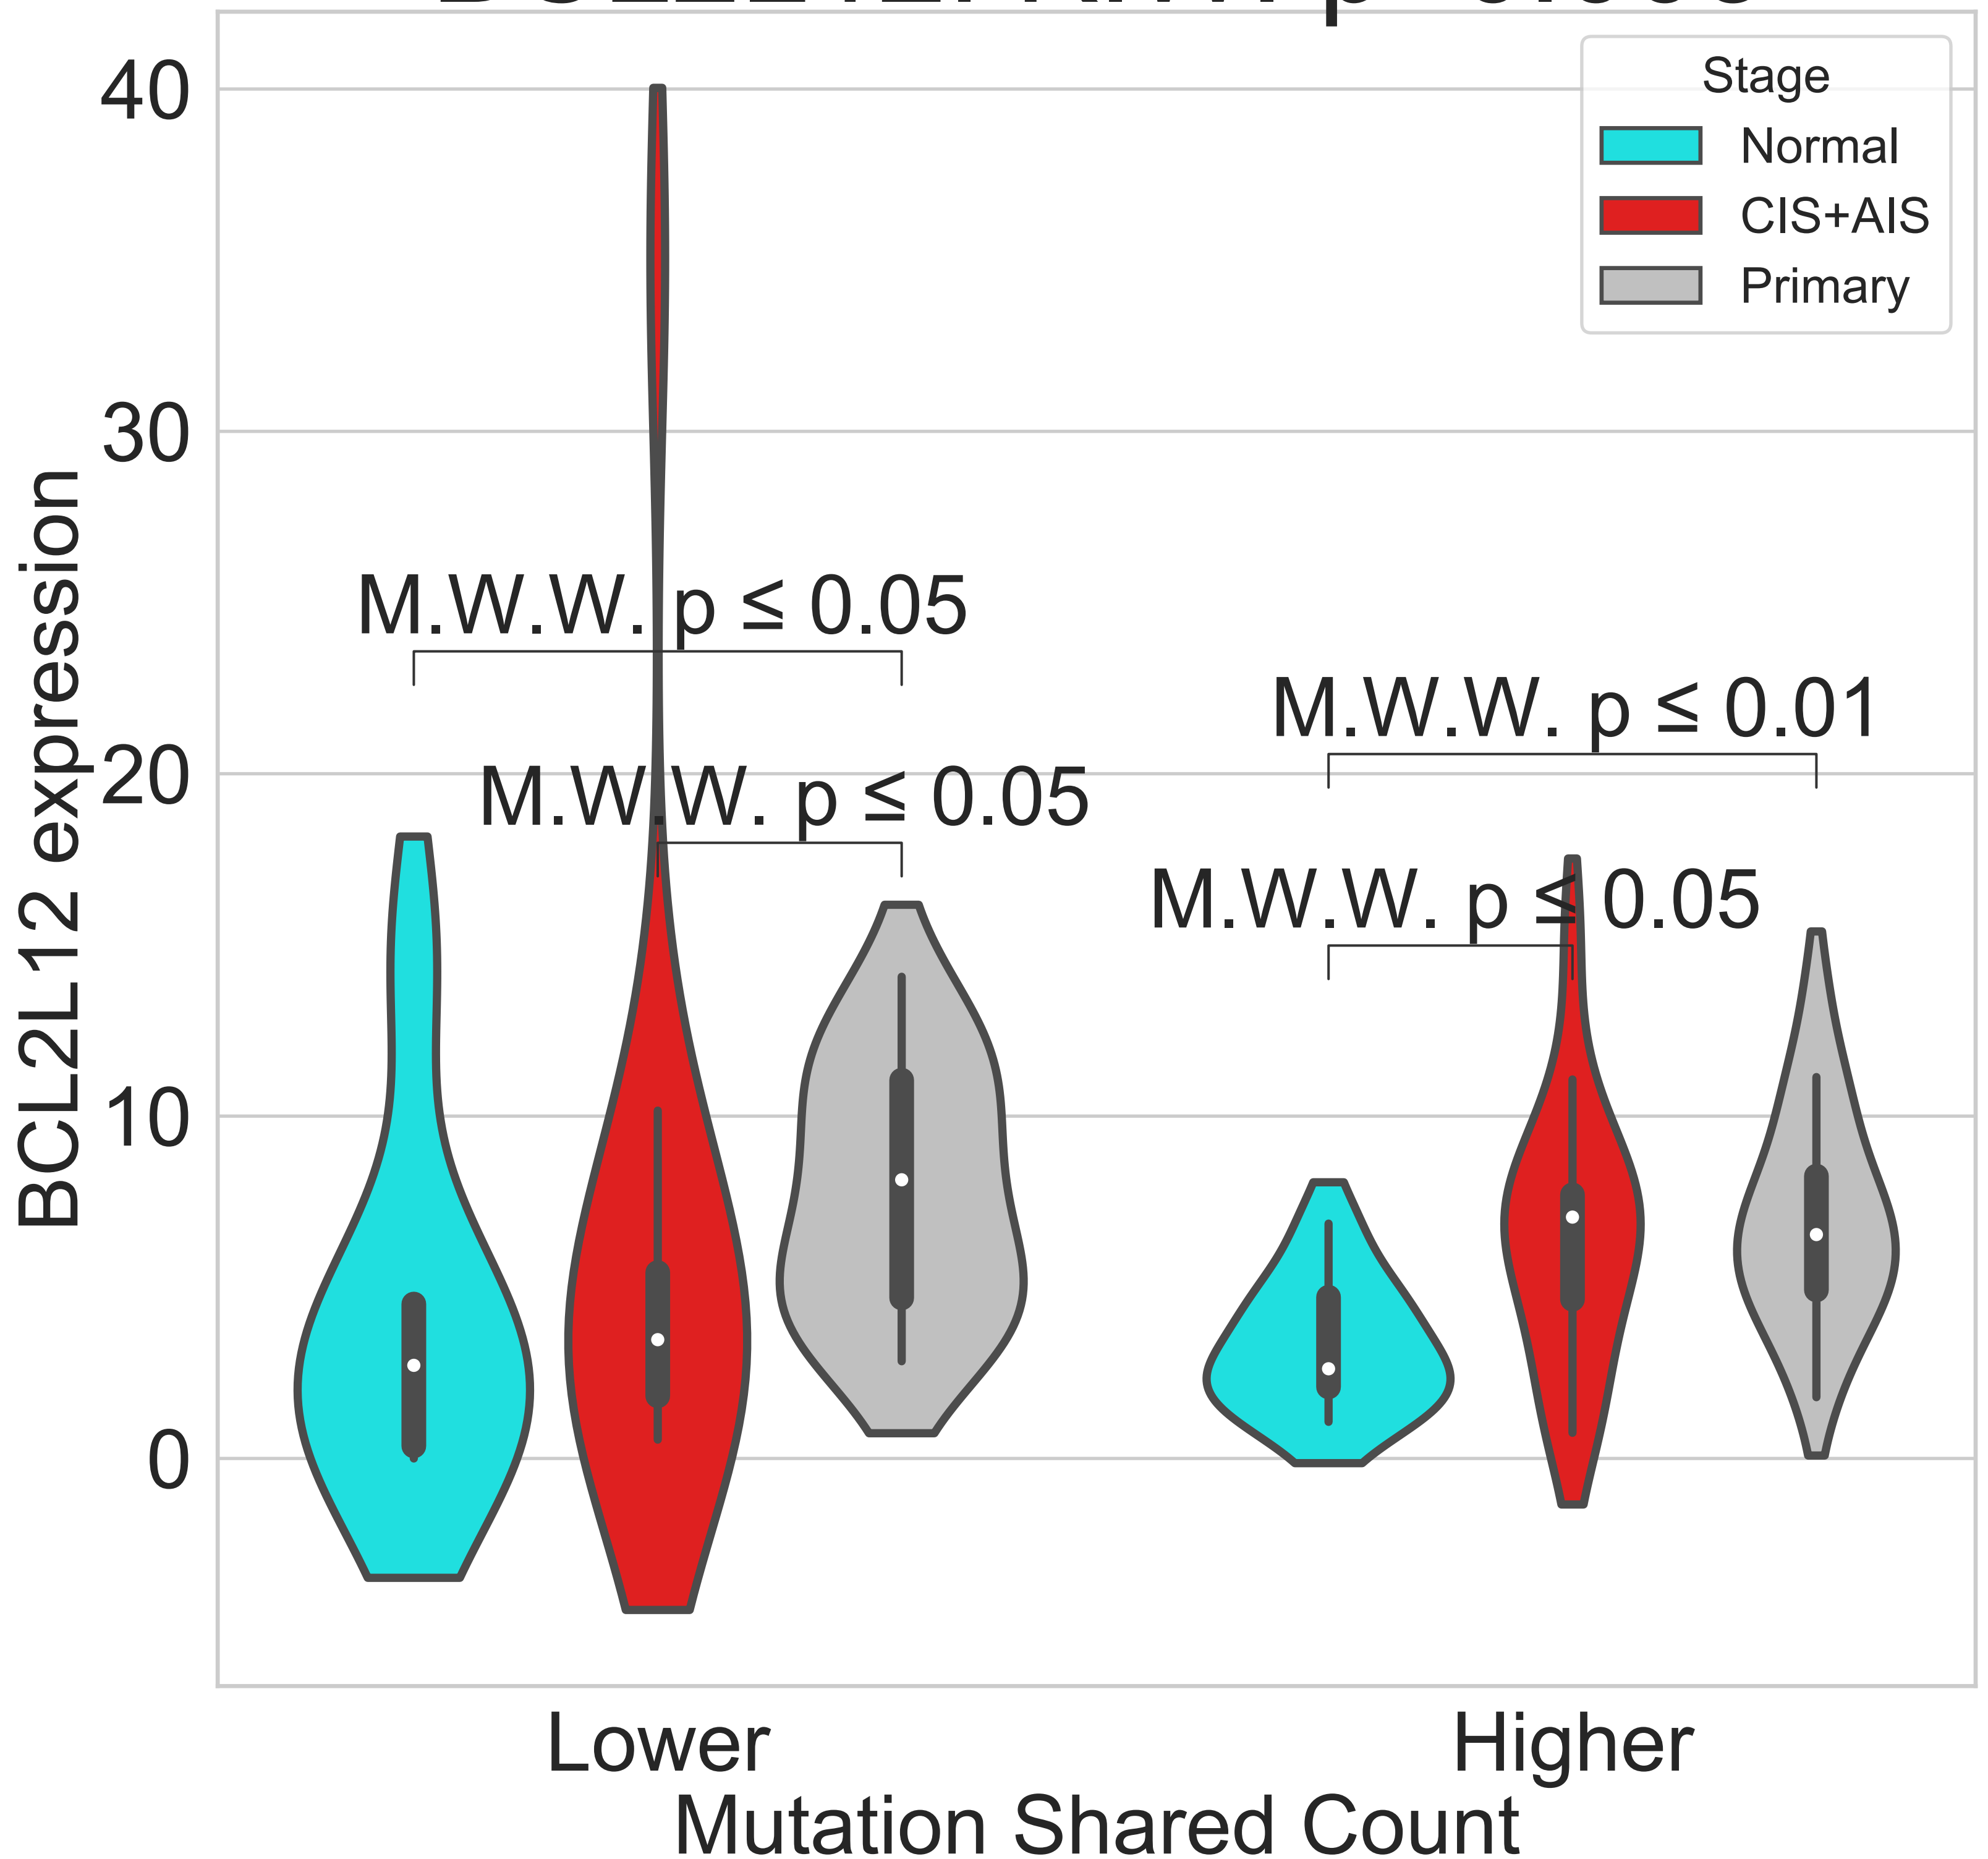 Stage
Normal
CIS+AIS
Primary
40
30
20
10
0
BCL2L12 expression
M.W.W. p ≤ 0.05
M.W.W. p ≤ 0.05
M.W.W. p ≤ 0.01
M.W.W. p ≤ 0.05
Lower
Higher
Mutation Shared Count